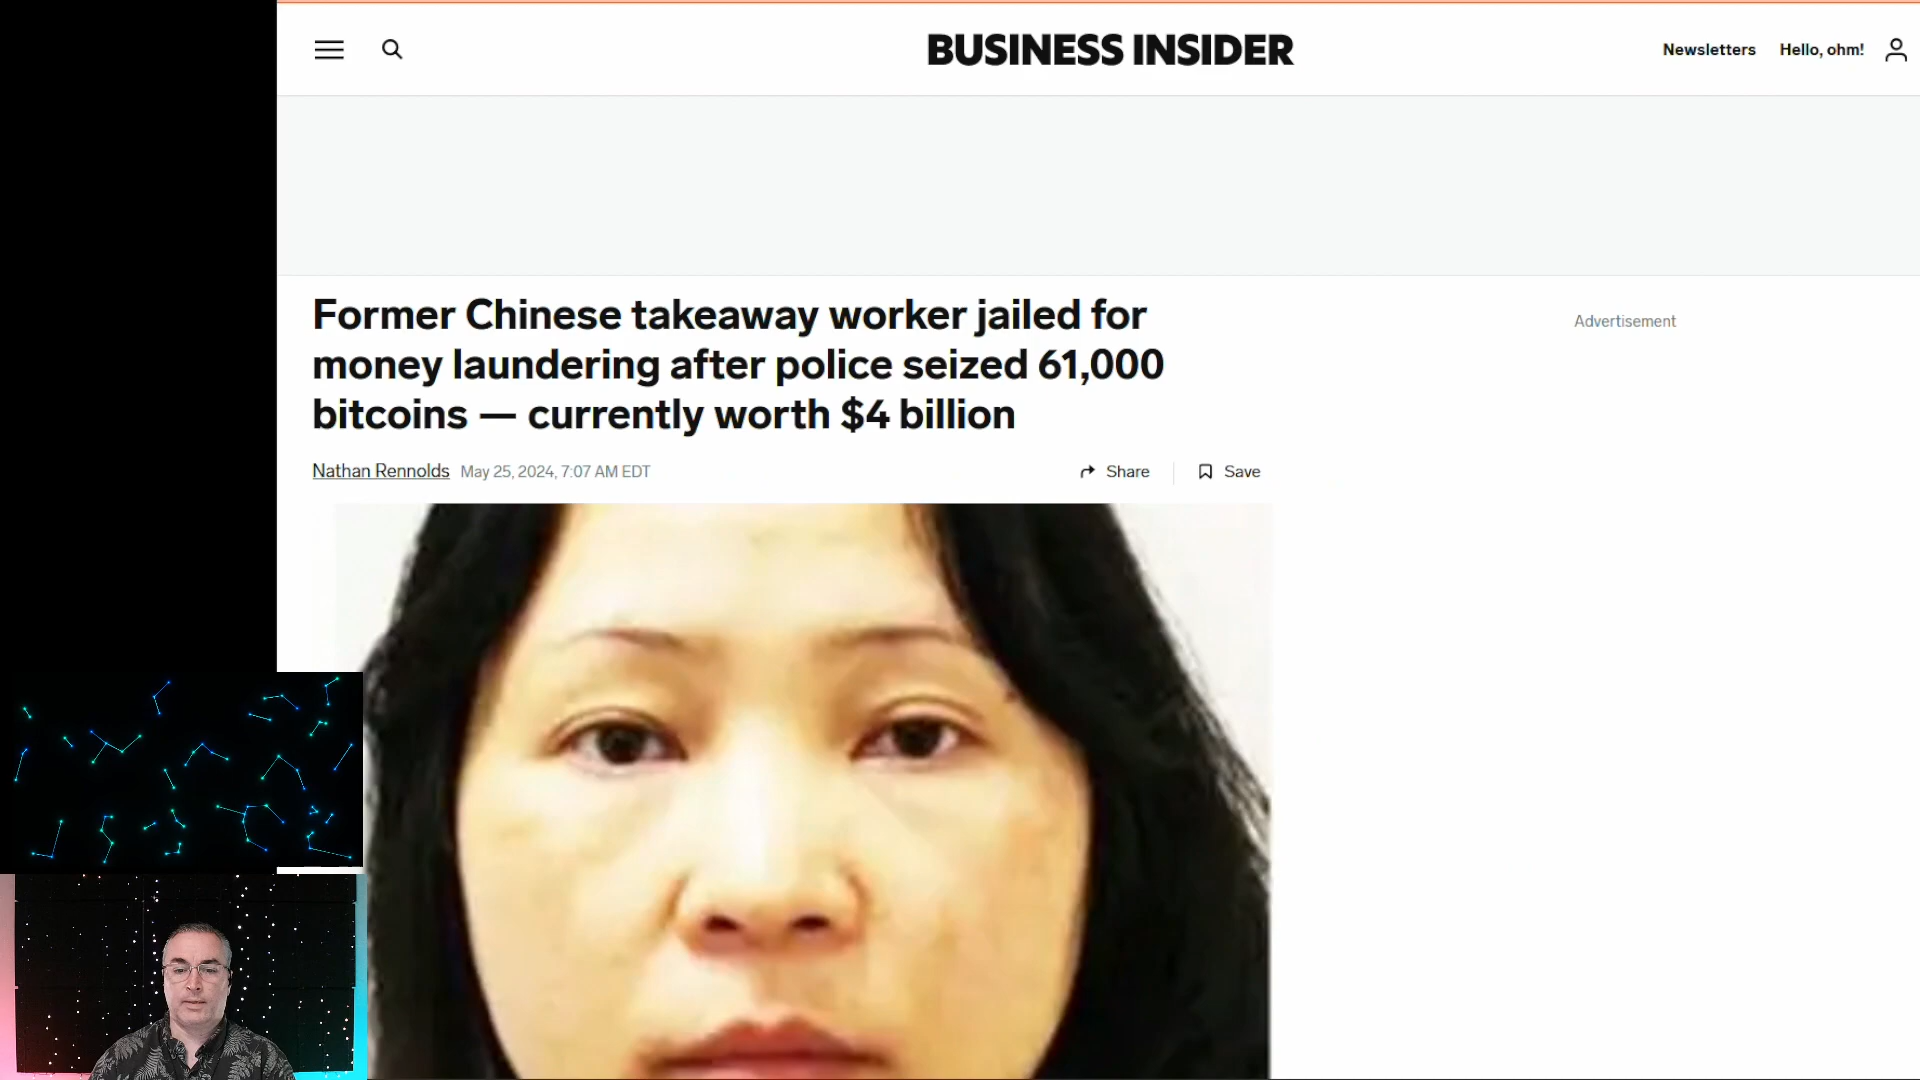 BUSINESS INSIDER
Newsletters
Hello, ohm!
Former Chinese takeaway worker jailed for
money laundering after police seized 61,000
bitcoins — currently worth $4 billion
Advertisement
Nathan Rennolds May 25, 2024, 7:07 AM EDT
Share
Save